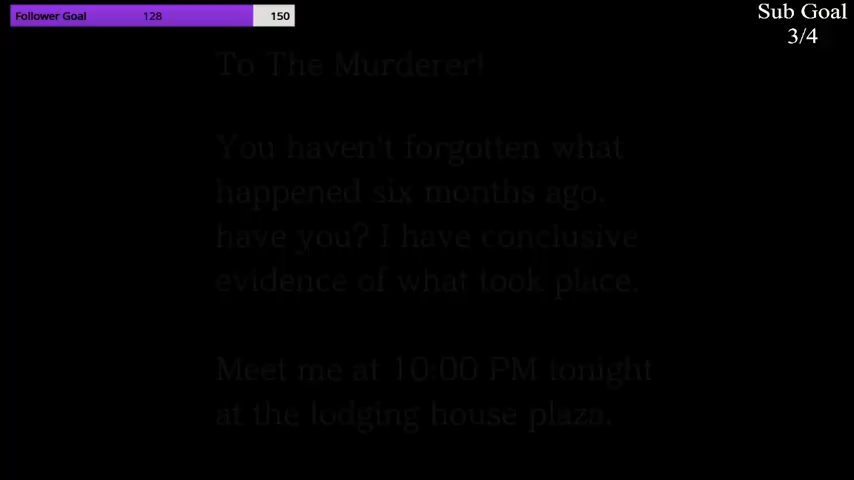 Follower Goal 128 150
Sub Goal
3/4
To The Murderer!
You haven't forgotten what
happened six months ago.
have you? I have conclusive
evidence of what took place.
Meet me at 10:00 PM tonight
at the lodging house plaza.